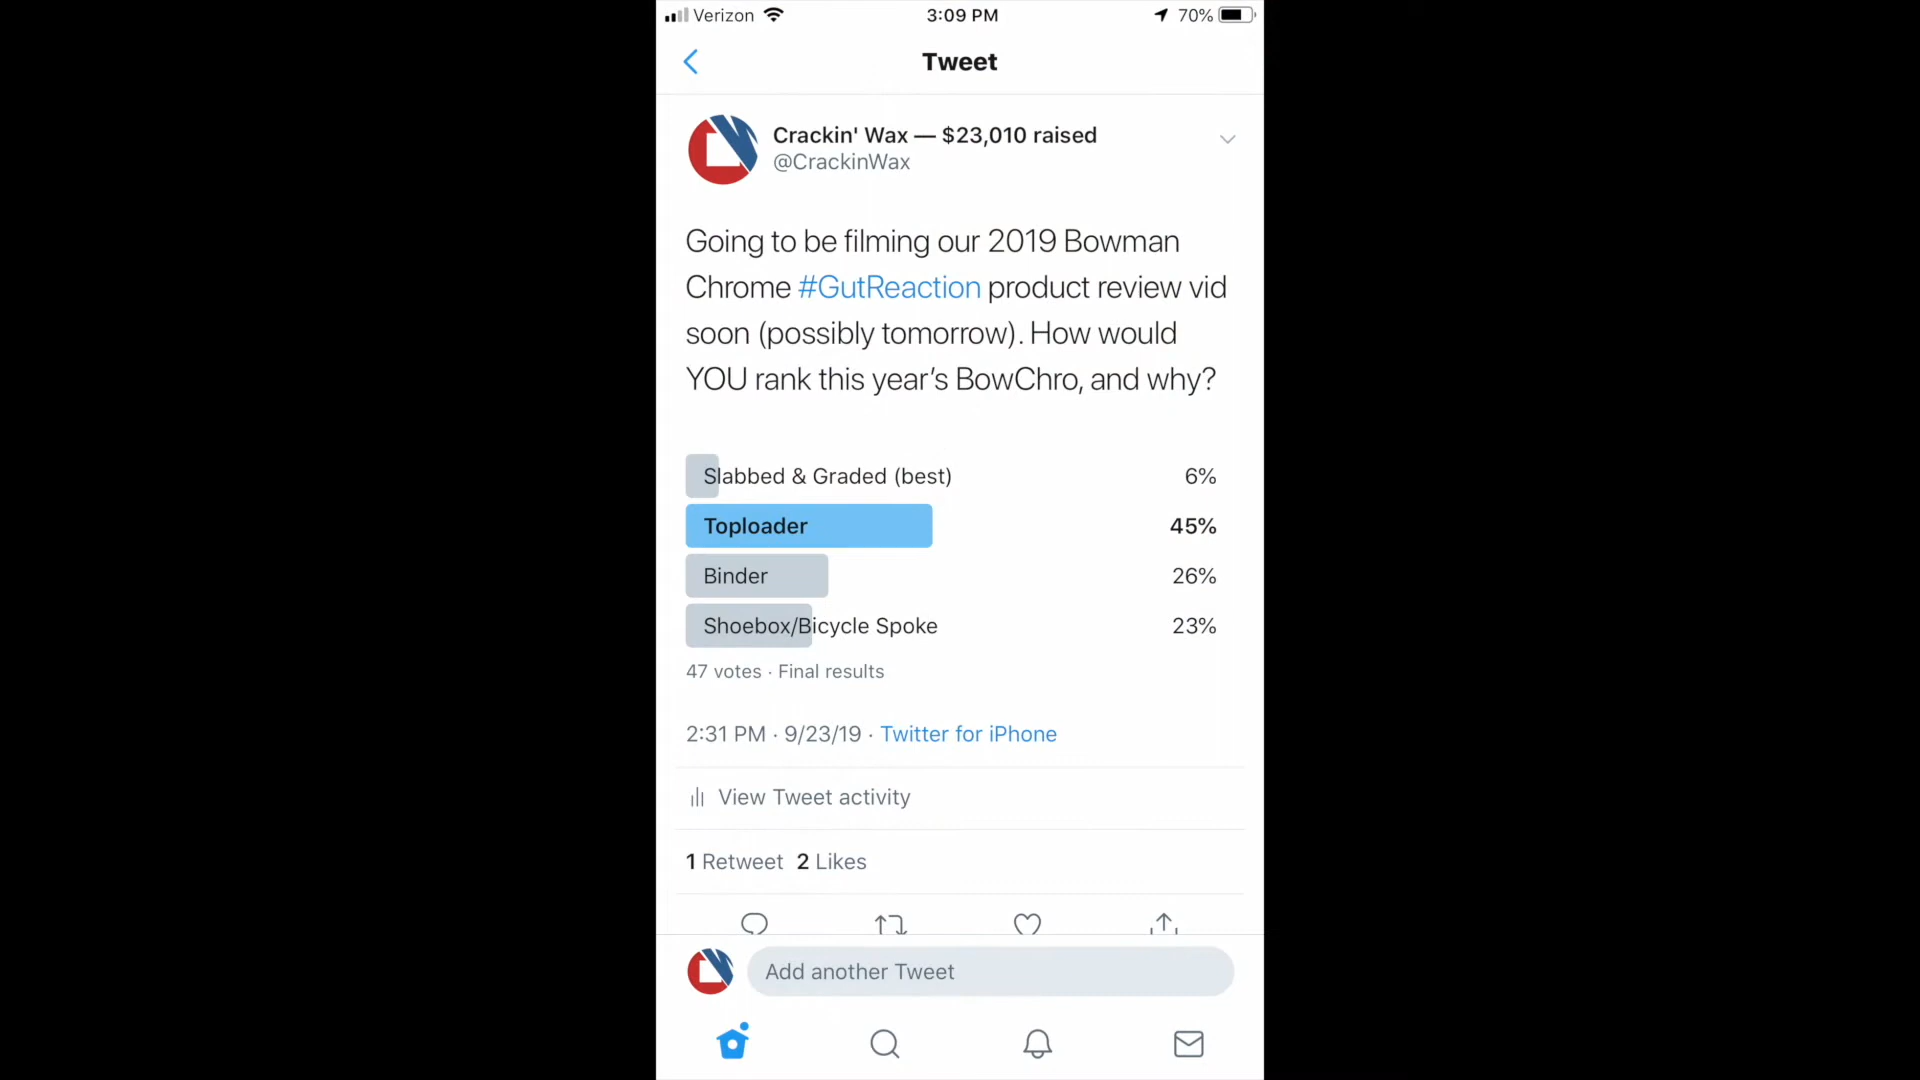 Verizon 3:09 PM 70%
Tweet
Crackin' Wax — $23,010 raised
@CrackinWax
Going to be filming our 2019 Bowman
Chrome #GutReaction product review vid
soon (possibly tomorrow). How would
YOU rank this year’s BowChro, and why?
Slabbed & Graded (best) 6%
Toploader 45%
Binder 26%
Shoebox/Bicycle Spoke 23%
47 votes · Final results
2:31 PM · 9/23/19 · Twitter for iPhone
View Tweet activity
1 Retweet 2 Likes
Add another Tweet